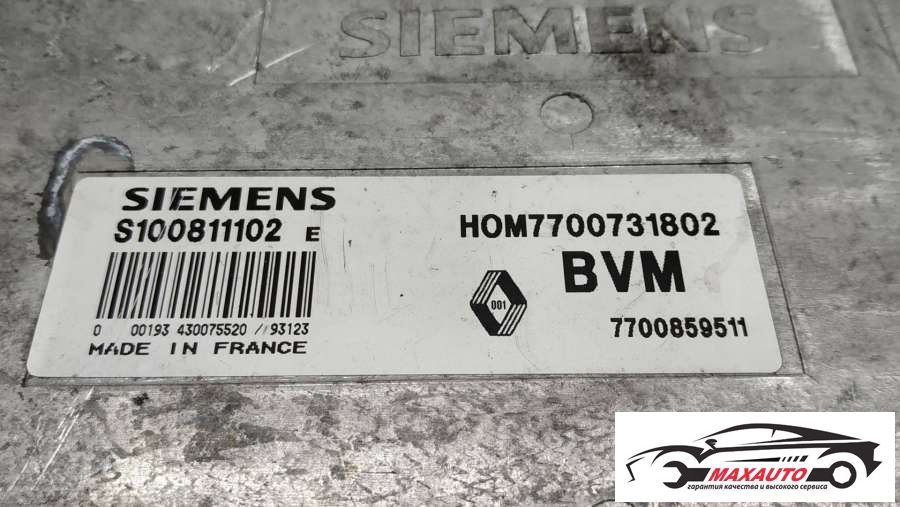 SIEMENS
SIEMENS
S100811102 E
0 00193 430075520 // 93123
MADE IN FRANCE
HOM7700731802
001
BVM
7700859511
MAXAUTO
гарантия качества и высокого сервиса